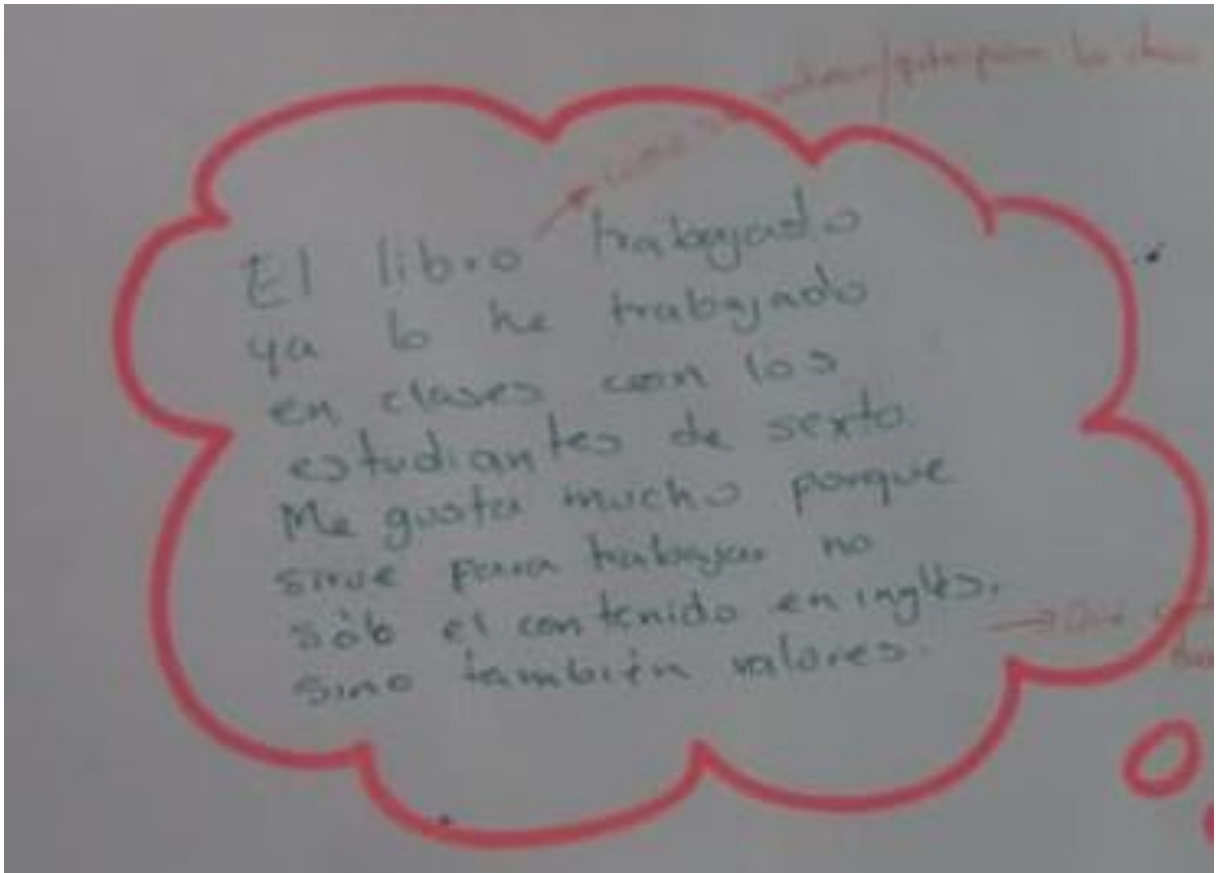 El libro trabajado
ya lo he trabajado
en clases con los
estudiantes de sexto.
Me gusta mucho porque
sirve para trabajar no
sólo el contenido en inglés,
sino también valores.